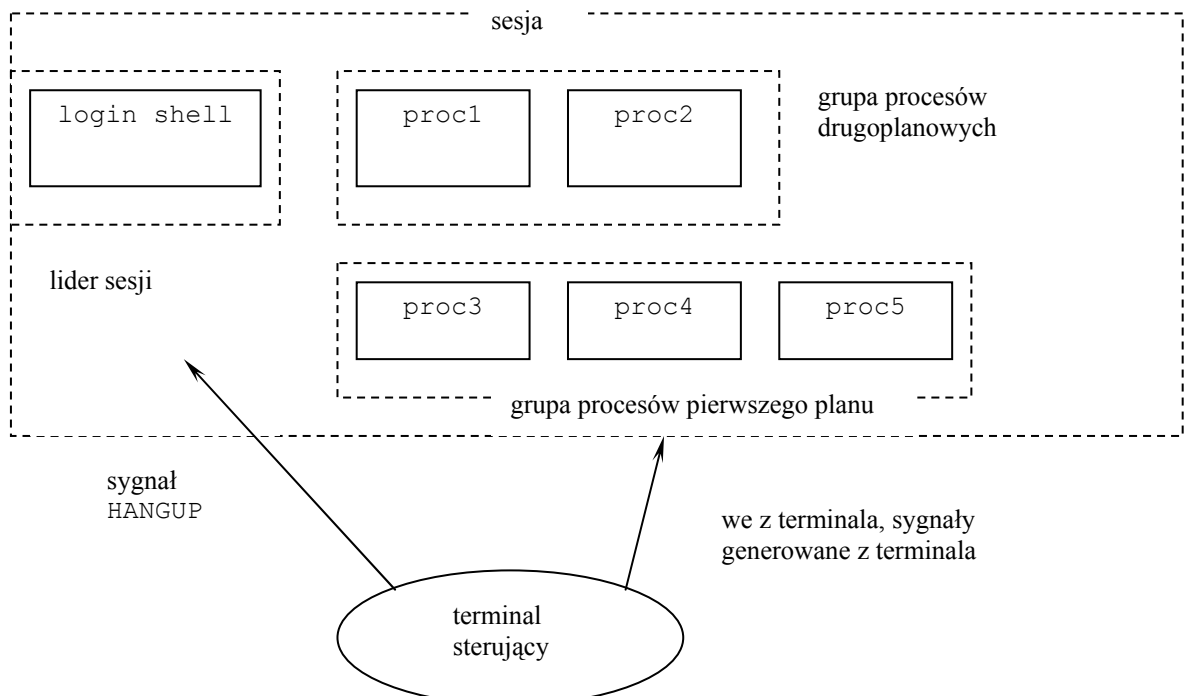 sesja
login shell
proc1
proc2
grupa procesów
drugoplanowych
lider sesji
proc3
proc4
proc5
grupa procesów pierwszego planu
sygnał
HANGUP
we z terminala, sygnały
generowane z terminala
terminal
sterujący